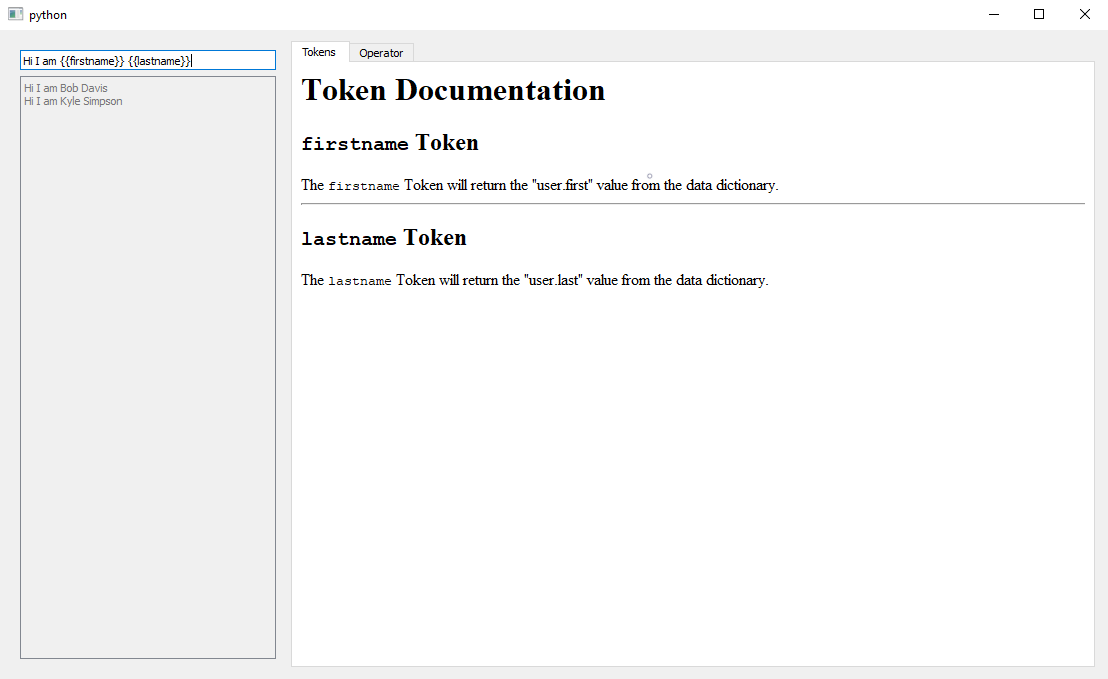 python
Hi I am {{firstname}} {{lastname}}
Hi I am Bob Davis
Hi I am Kyle Simpson
Tokens
Operator
Token Documentation
firstname Token
The firstname Token will return the "user.first" value from the data dictionary.
lastname Token
The lastname Token will return the "user.last" value from the data dictionary.